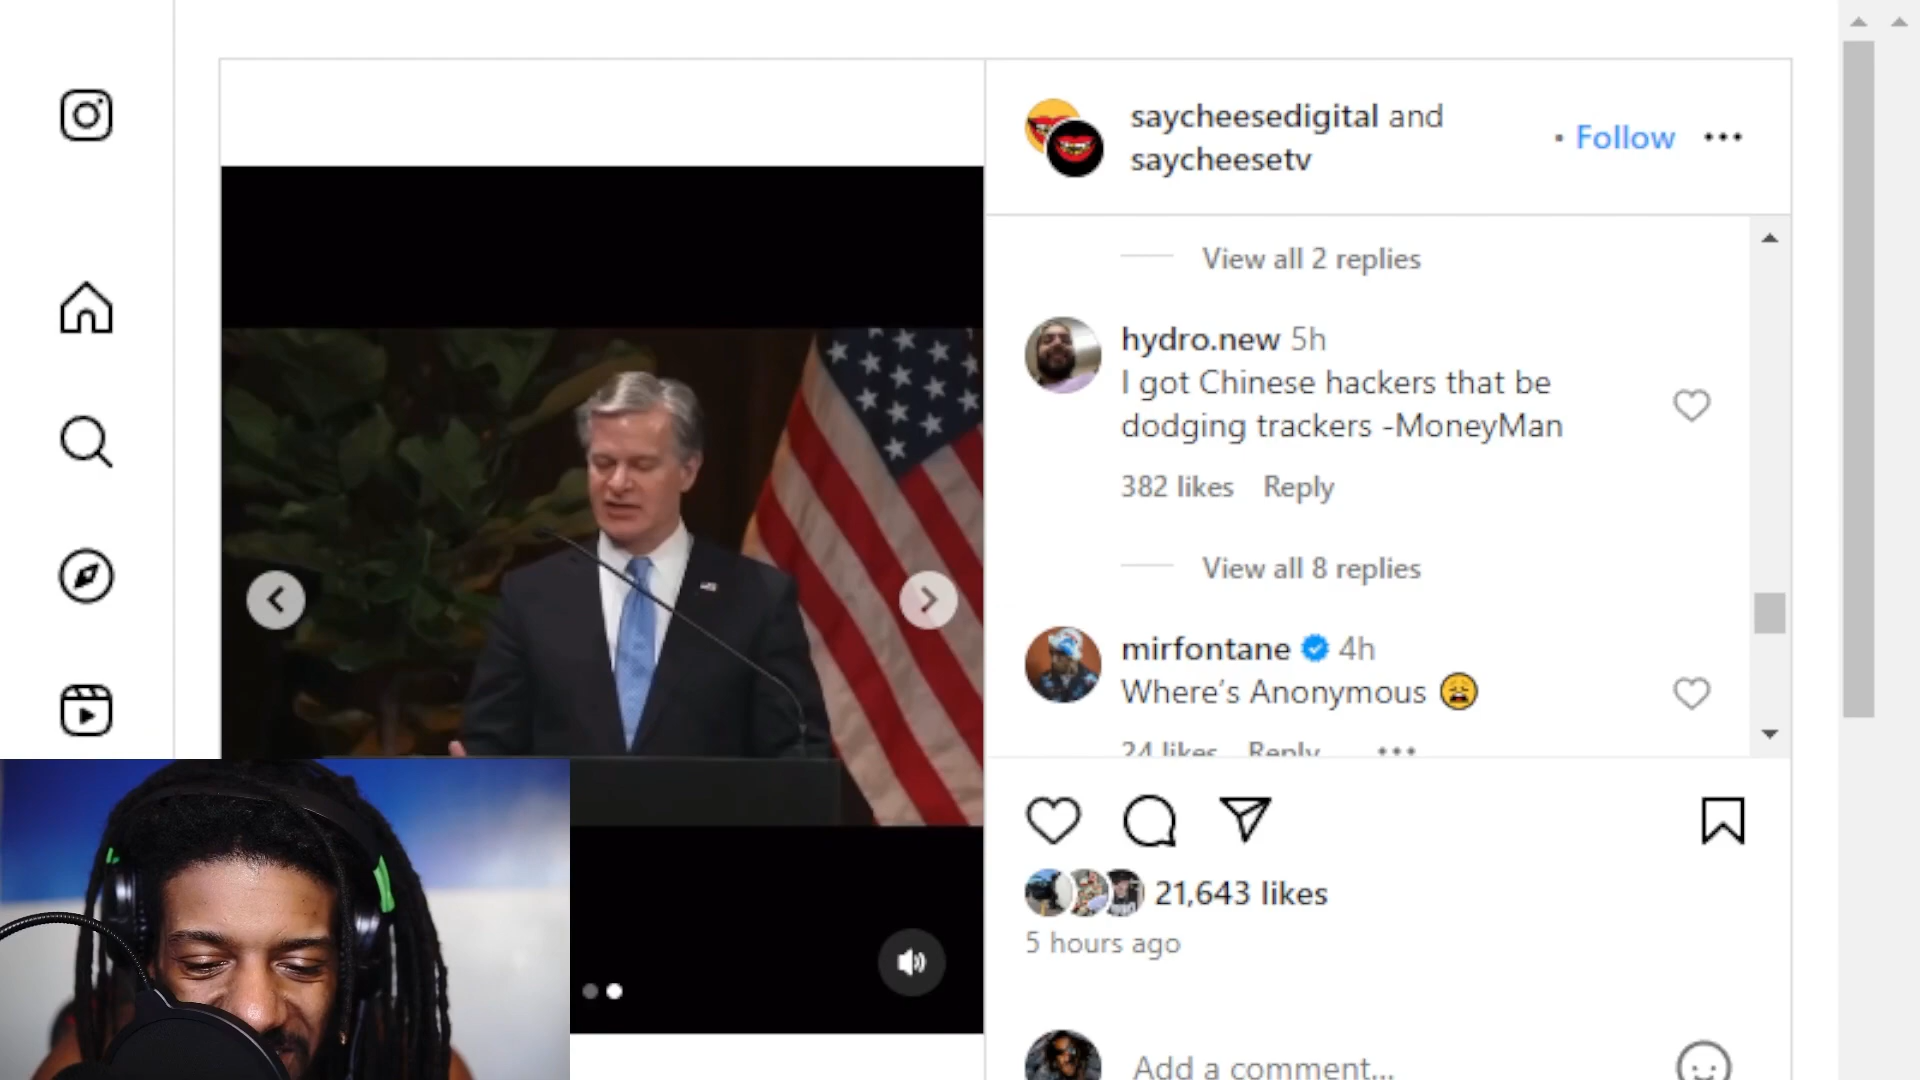 saycheesedigital and
saycheesetv
• Follow
View all 2 replies
hydro.new 5h
I got Chinese hackers that be
dodging trackers -MoneyMan
382 likes Reply
View all 8 replies
mirfontane 4h
Where's Anonymous 😩
24 likes Reply
21,643 likes
5 hours ago
Add a comment...